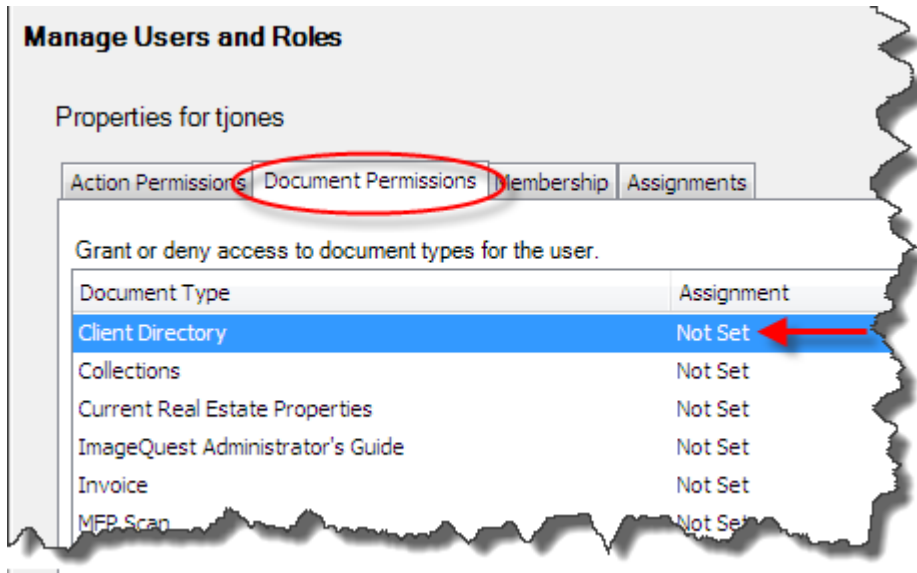 Manage Users and Roles
Properties for tjones
Action Permissions Document Permissions Membership Assignments
Grant or deny access to document types for the user.
Document Type Assignment
Client Directory Not Set
Collections Not Set
Current Real Estate Properties Not Set
ImageQuest Administrator's Guide Not Set
Invoice Not Set
MFP Scan Not Set